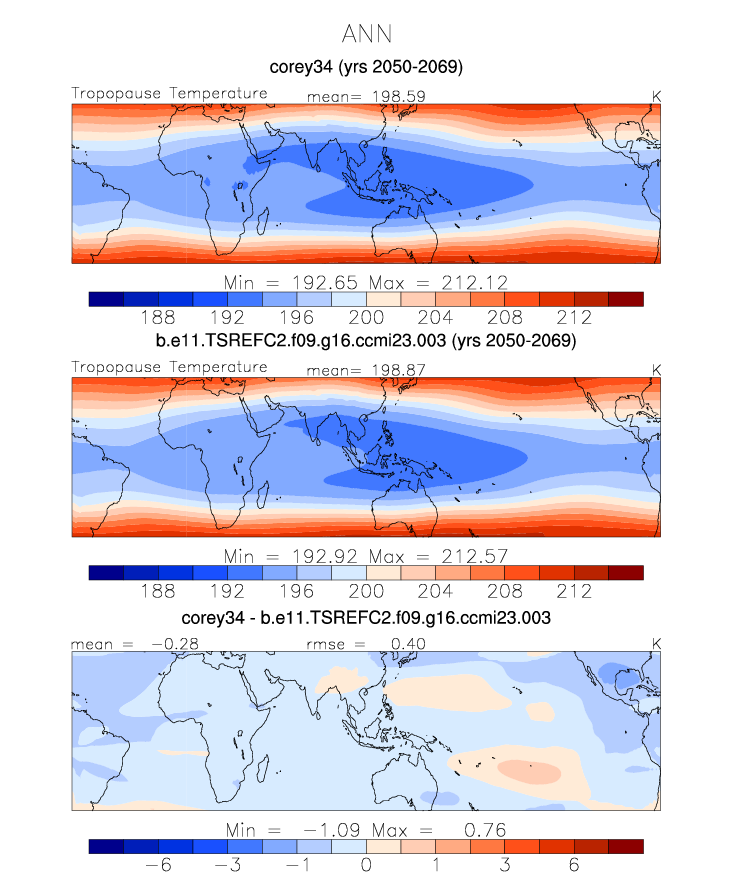 ANN
corey34 (yrs 2050-2069)
Tropopause Temperature mean= 198.59 K
Min = 192.65 Max = 212.12
188 192 196 200 204 208 212
b.e11.TSREFC2.f09.g16.ccmi23.003 (yrs 2050-2069)
Tropopause Temperature mean= 198.87 K
Min = 192.92 Max = 212.57
188 192 196 200 204 208 212
corey34 - b.e11.TSREFC2.f09.g16.ccmi23.003
mean = -0.28 rmse = 0.40 K
Min = -1.09 Max = 0.76
-6 -3 -1 0 1 3 6